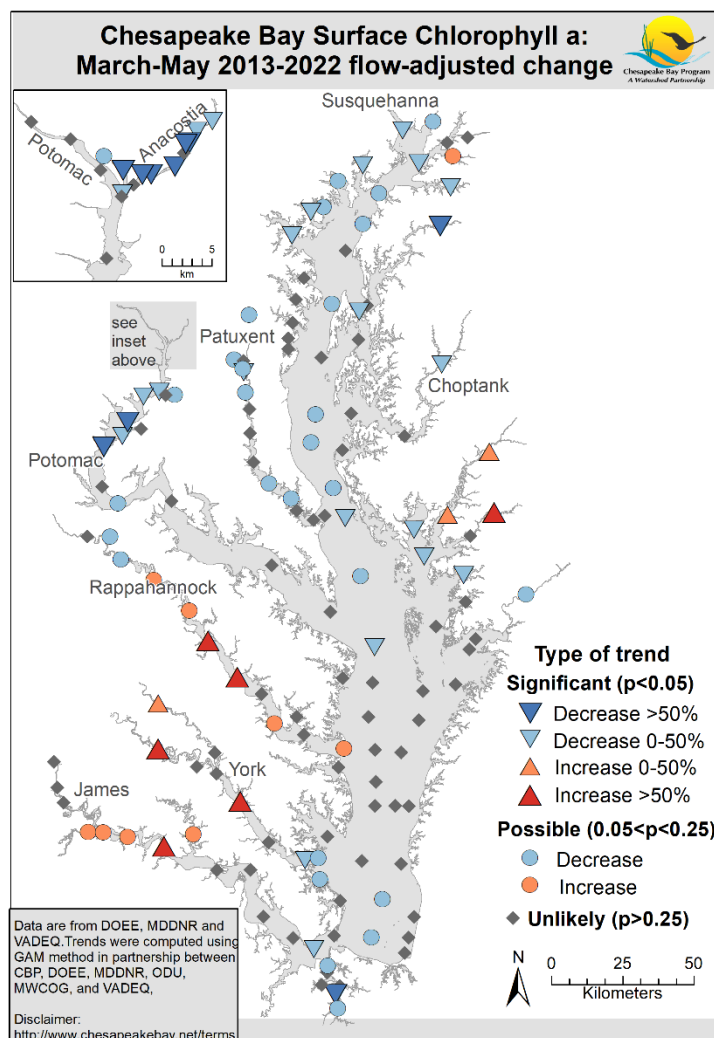 Chesapeake Bay Surface Chlorophyll a:
March-May 2013-2022 flow-adjusted change
Chesapeake Bay Program
A Watershed Partnership
Susquehanna
Potomac
Anacostia
0 5
km
see
inset
above
Patuxent
Choptank
Potomac
Rappahannock
York
James
Type of trend
Significant (p<0.05)
Decrease >50%
Decrease 0-50%
Increase 0-50%
Increase >50%
Possible (0.05<p<0.25)
Decrease
Increase
Unlikely (p>0.25)
N
0 25 50
Kilometers
Data are from DOEE, MDDNR and
VADEQ.Trends were computed using
GAM method in partnership between
CBP, DOEE, MDDNR, ODU,
MWCOG, and VADEQ,
Disclaimer:
http://www.chesapeakebay.net/terms